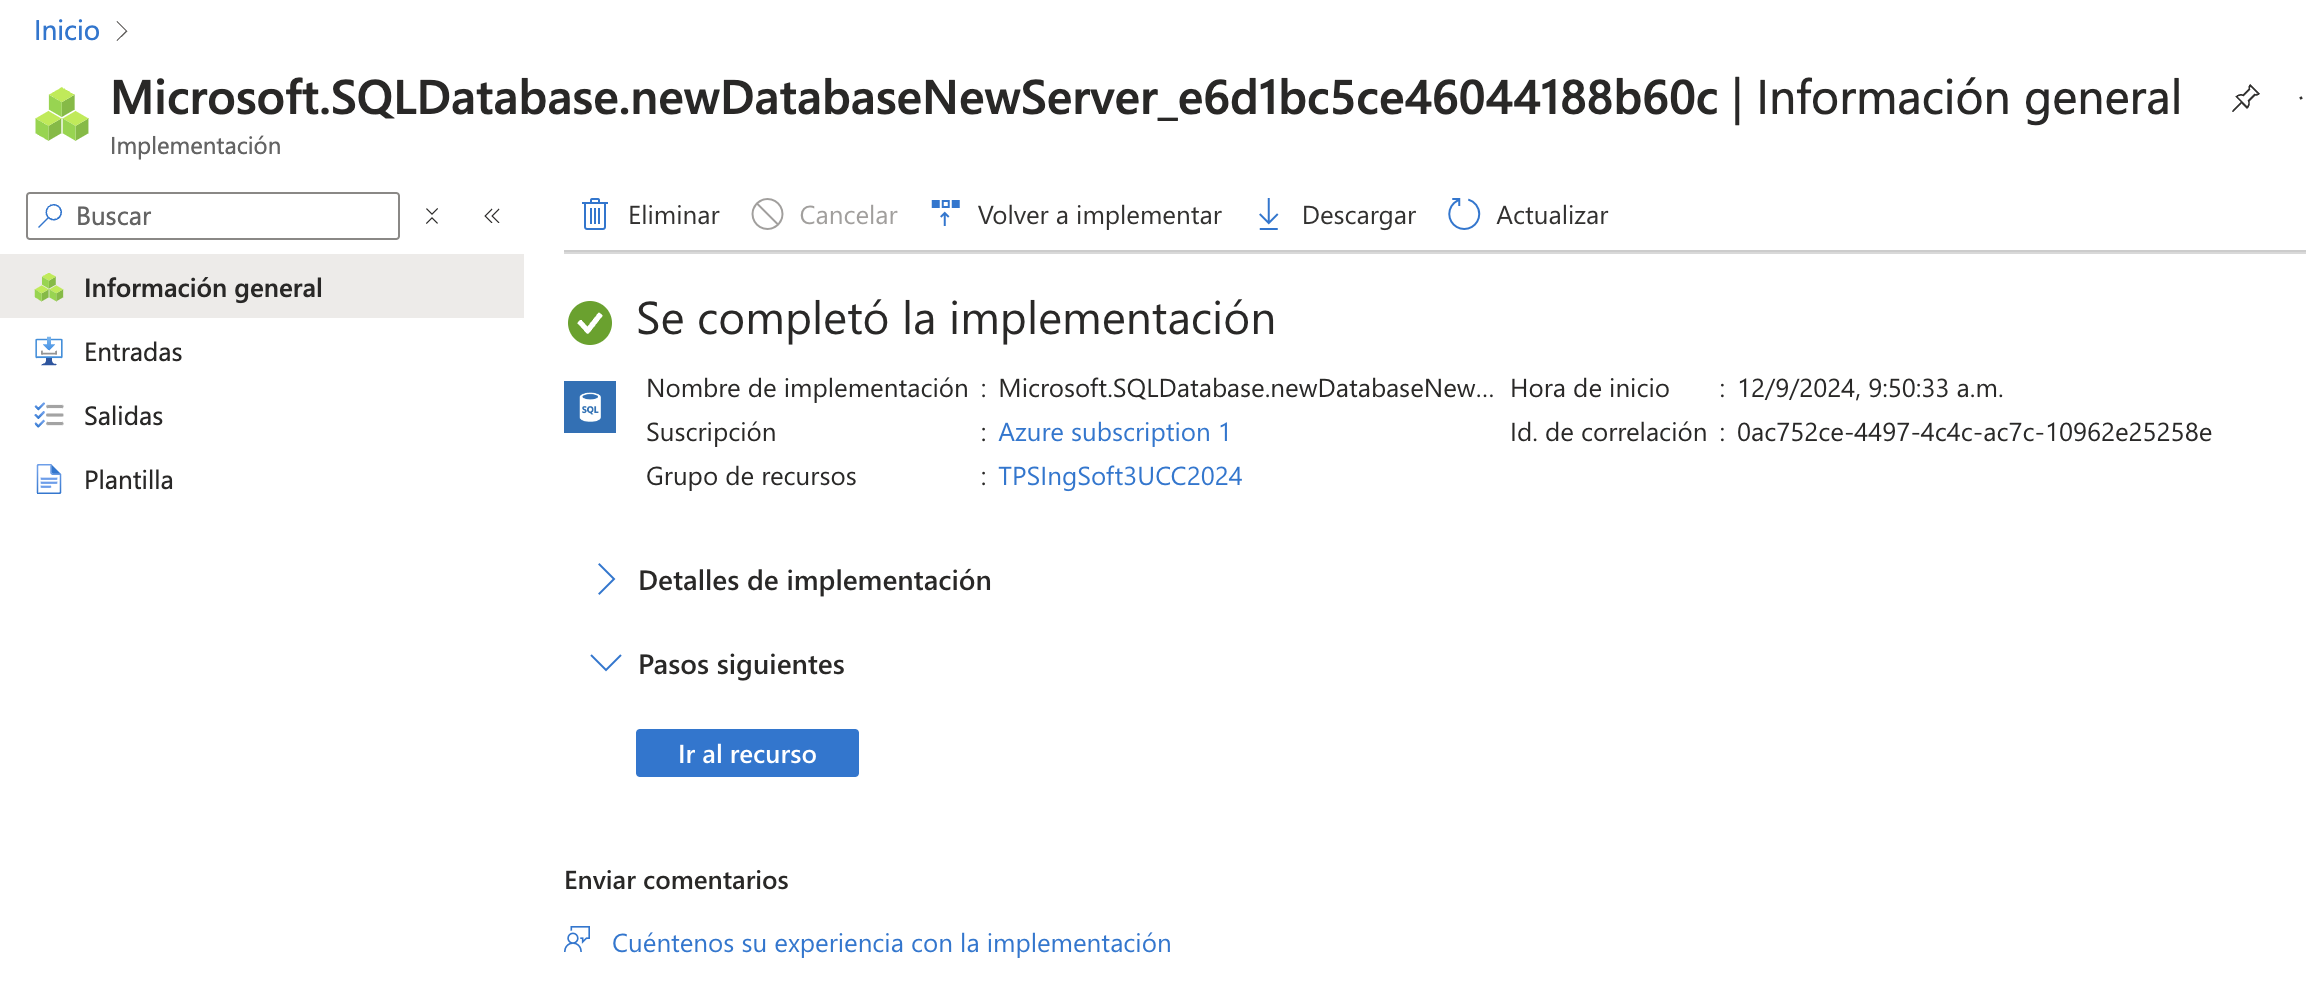 Inicio
Microsoft.SQLDatabase.newDatabaseNewServer_e6d1bc5ce46044188b60c | Información general
Implementación
Buscar
Eliminar Cancelar Volver a implementar Descargar Actualizar
Información general
Entradas
Salidas
Plantilla
Se completó la implementación
SQL
Nombre de implementación : Microsoft.SQLDatabase.newDatabaseNew... Hora de inicio : 12/9/2024, 9:50:33 a.m.
Suscripción : Azure subscription 1 Id. de correlación : 0ac752ce-4497-4c4c-ac7c-10962e25258e
Grupo de recursos : TPSIngSoft3UCC2024
Detalles de implementación
Pasos siguientes
Ir al recurso
Enviar comentarios
Cuéntenos su experiencia con la implementación